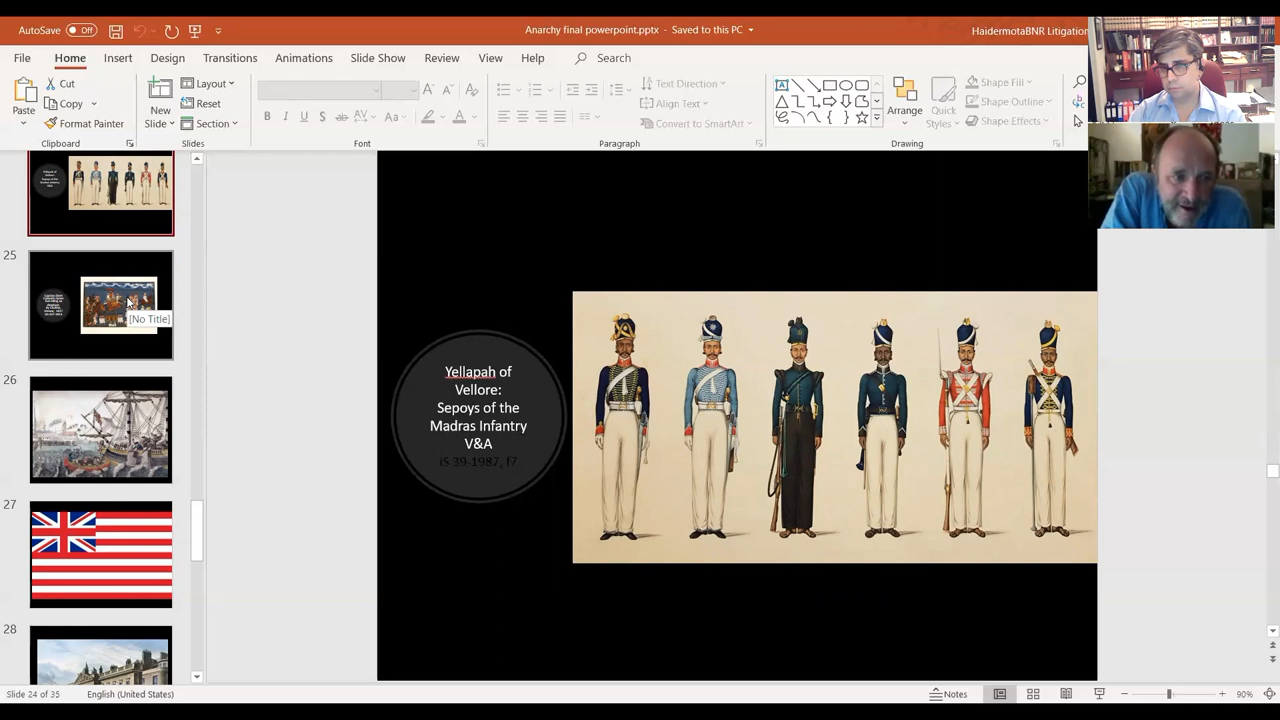 AutoSave
Off
Anarchy final powerpoint.pptx - Saved to this PC
HaidermotaBNR Litigation
File
Home
Insert
Design
Transitions
Animations
Slide Show
Review
View
Help
Search
Paste
Cut
Copy
Format Painter
Clipboard
New
Slide
Layout
Reset
Section
Slides
Font
Text Direction
Align Text
Convert to SmartArt
Paragraph
Arrange
Quick
Styles
Shape Fill
Shape Outline
Shape Effects
Drawing
25
[No Title]
26
27
28
Yellapah of
Vellore:
Sepoys of the
Madras Infantry
V&A
IS 39-1987, f7
Slide 24 of 35
English (United States)
Notes
90%